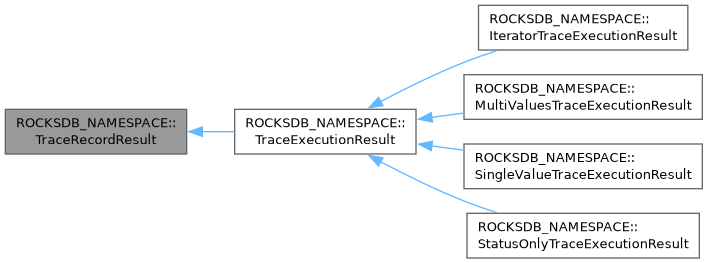 ROCKSDB_NAMESPACE::
TraceRecordResult
ROCKSDB_NAMESPACE::
TraceExecutionResult
ROCKSDB_NAMESPACE::
IteratorTraceExecutionResult
ROCKSDB_NAMESPACE::
MultiValuesTraceExecutionResult
ROCKSDB_NAMESPACE::
SingleValueTraceExecutionResult
ROCKSDB_NAMESPACE::
StatusOnlyTraceExecutionResult